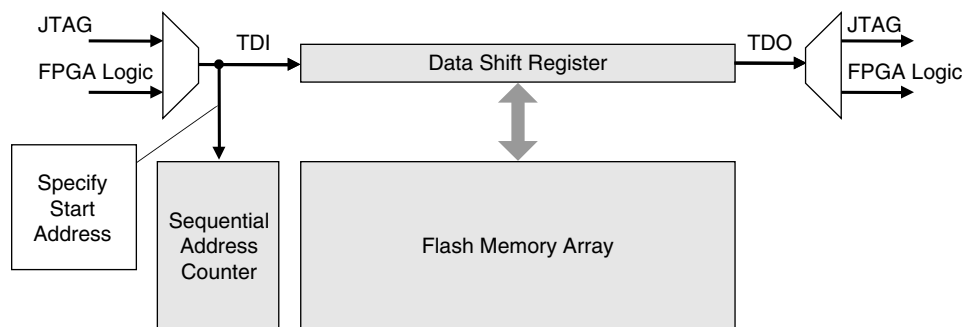 JTAG
FPGA Logic
TDI
Data Shift Register
TDO
JTAG
FPGA Logic
Specify
Start
Address
Sequential
Address
Counter
Flash Memory Array